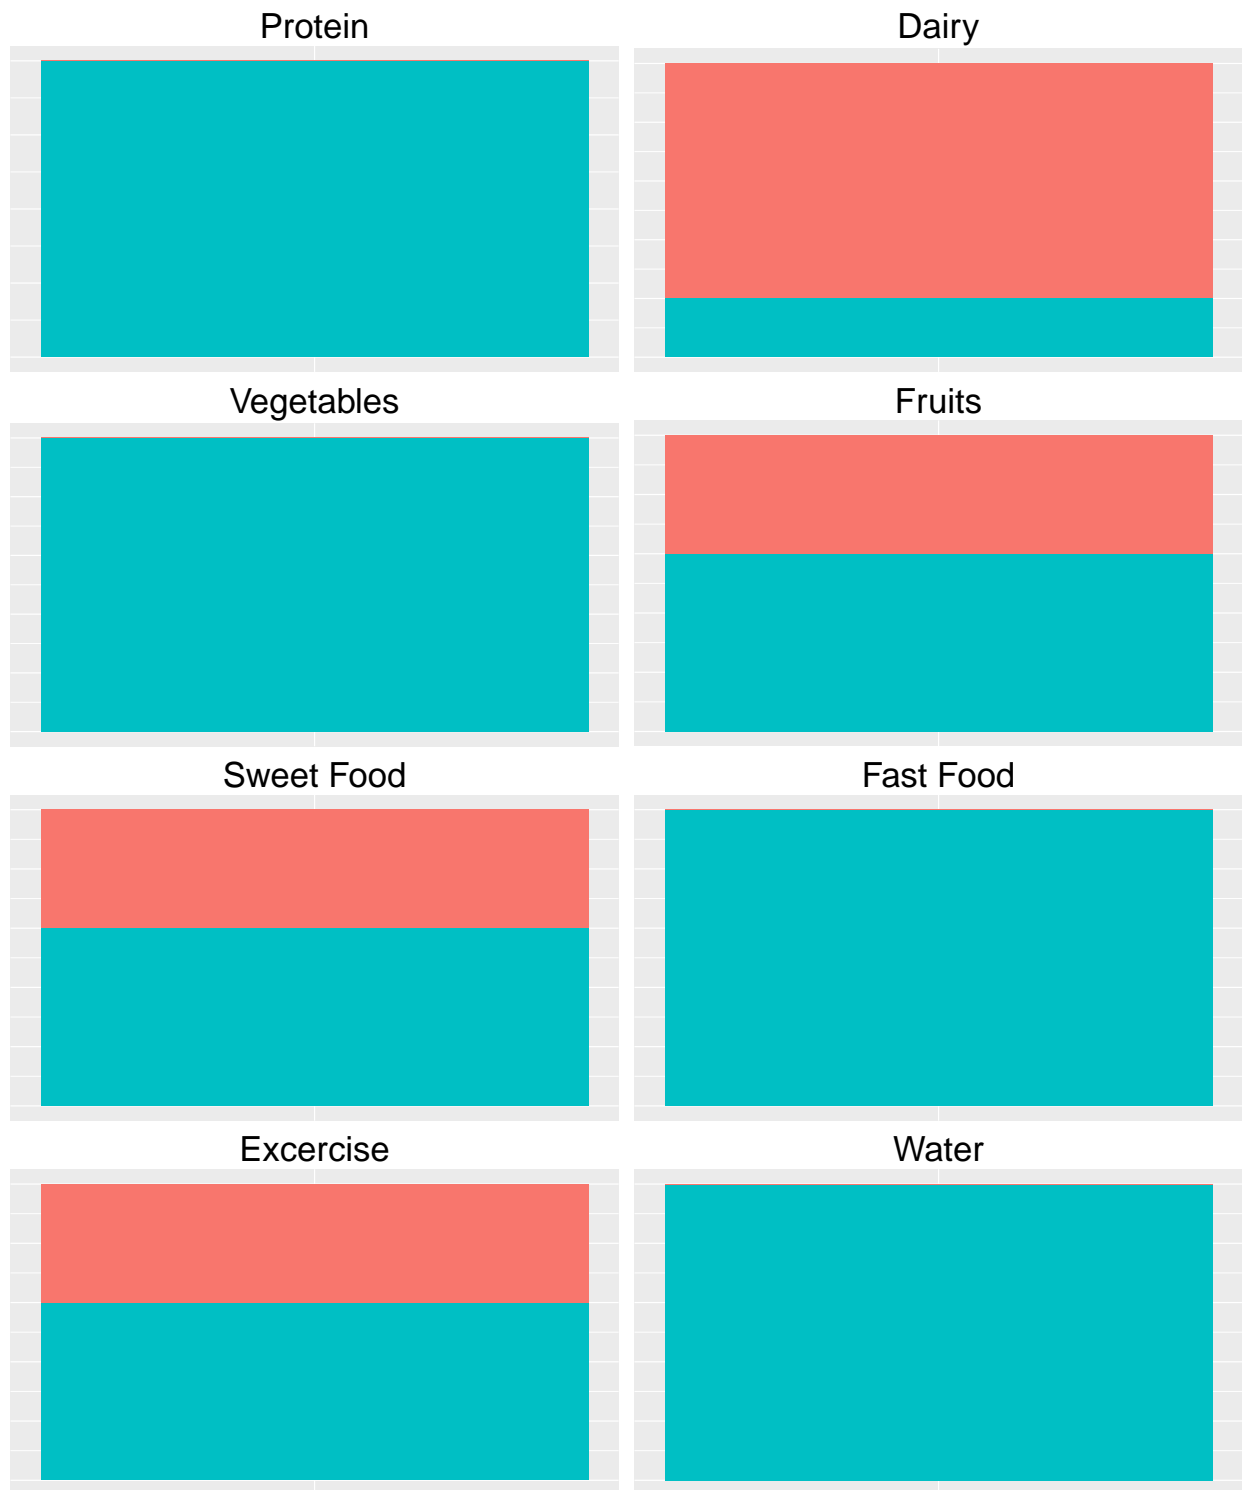 Protein
Dairy
Vegetables
Fruits
Sweet Food
Fast Food
Excercise
Water